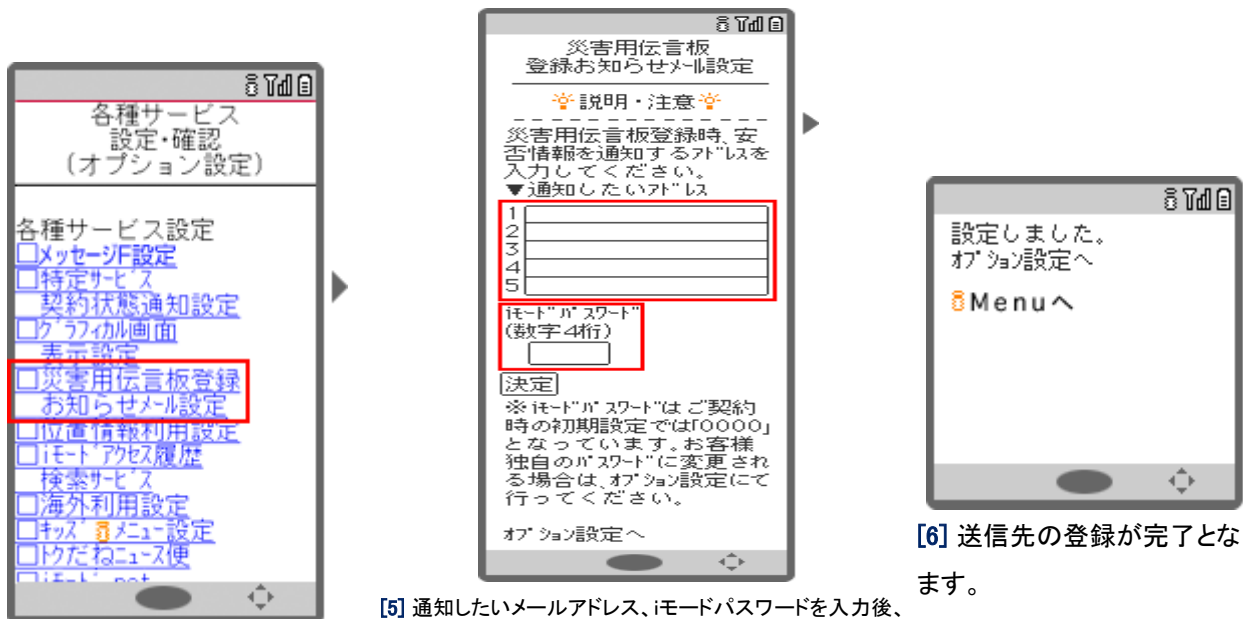 各種サービス
設定・確認
(オプション設定)
各種サービス設定
□メッセージF設定
□特定サービス
契約状態通知設定
□グラフィカル画面
表示設定
□災害用伝言板登録
お知らせメール設定
□位置情報利用設定
□iモードアクセス履歴
検索サービス
□海外利用設定
□キッズiメニュー設定
□トクだねニュース便
□iモード.net
災害用伝言板
登録お知らせメール設定
説明・注意
災害用伝言板登録時、安
否情報を通知するアドレスを
入力してください。
▼通知したいアドレス
1
2
3
4
5
iモードパスワード
(数字4桁)
決定
※iモードパスワードはご契約
時の初期設定では「0000」
となっています。お客様
独自のパスワードに変更され
る場合は、オプション設定にて
行ってください。
オプション設定へ
[5] 通知したいメールアドレス、iモードパスワードを入力後、
設定しました。
オプション設定へ
iMenuへ
[6] 送信先の登録が完了とな
ます。